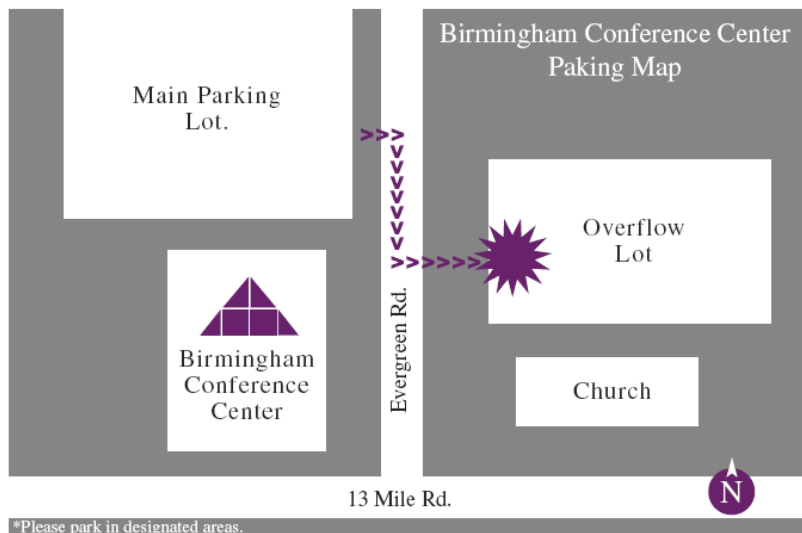 Birmingham Conference Center
Paking Map
Main Parking
Lot.
>>>
<<<<<<<
>>>>>>
Overflow
Lot
Birmingham
Conference
Center
Evergreen Rd.
Church
N
13 Mile Rd.
*Please park in designated areas.